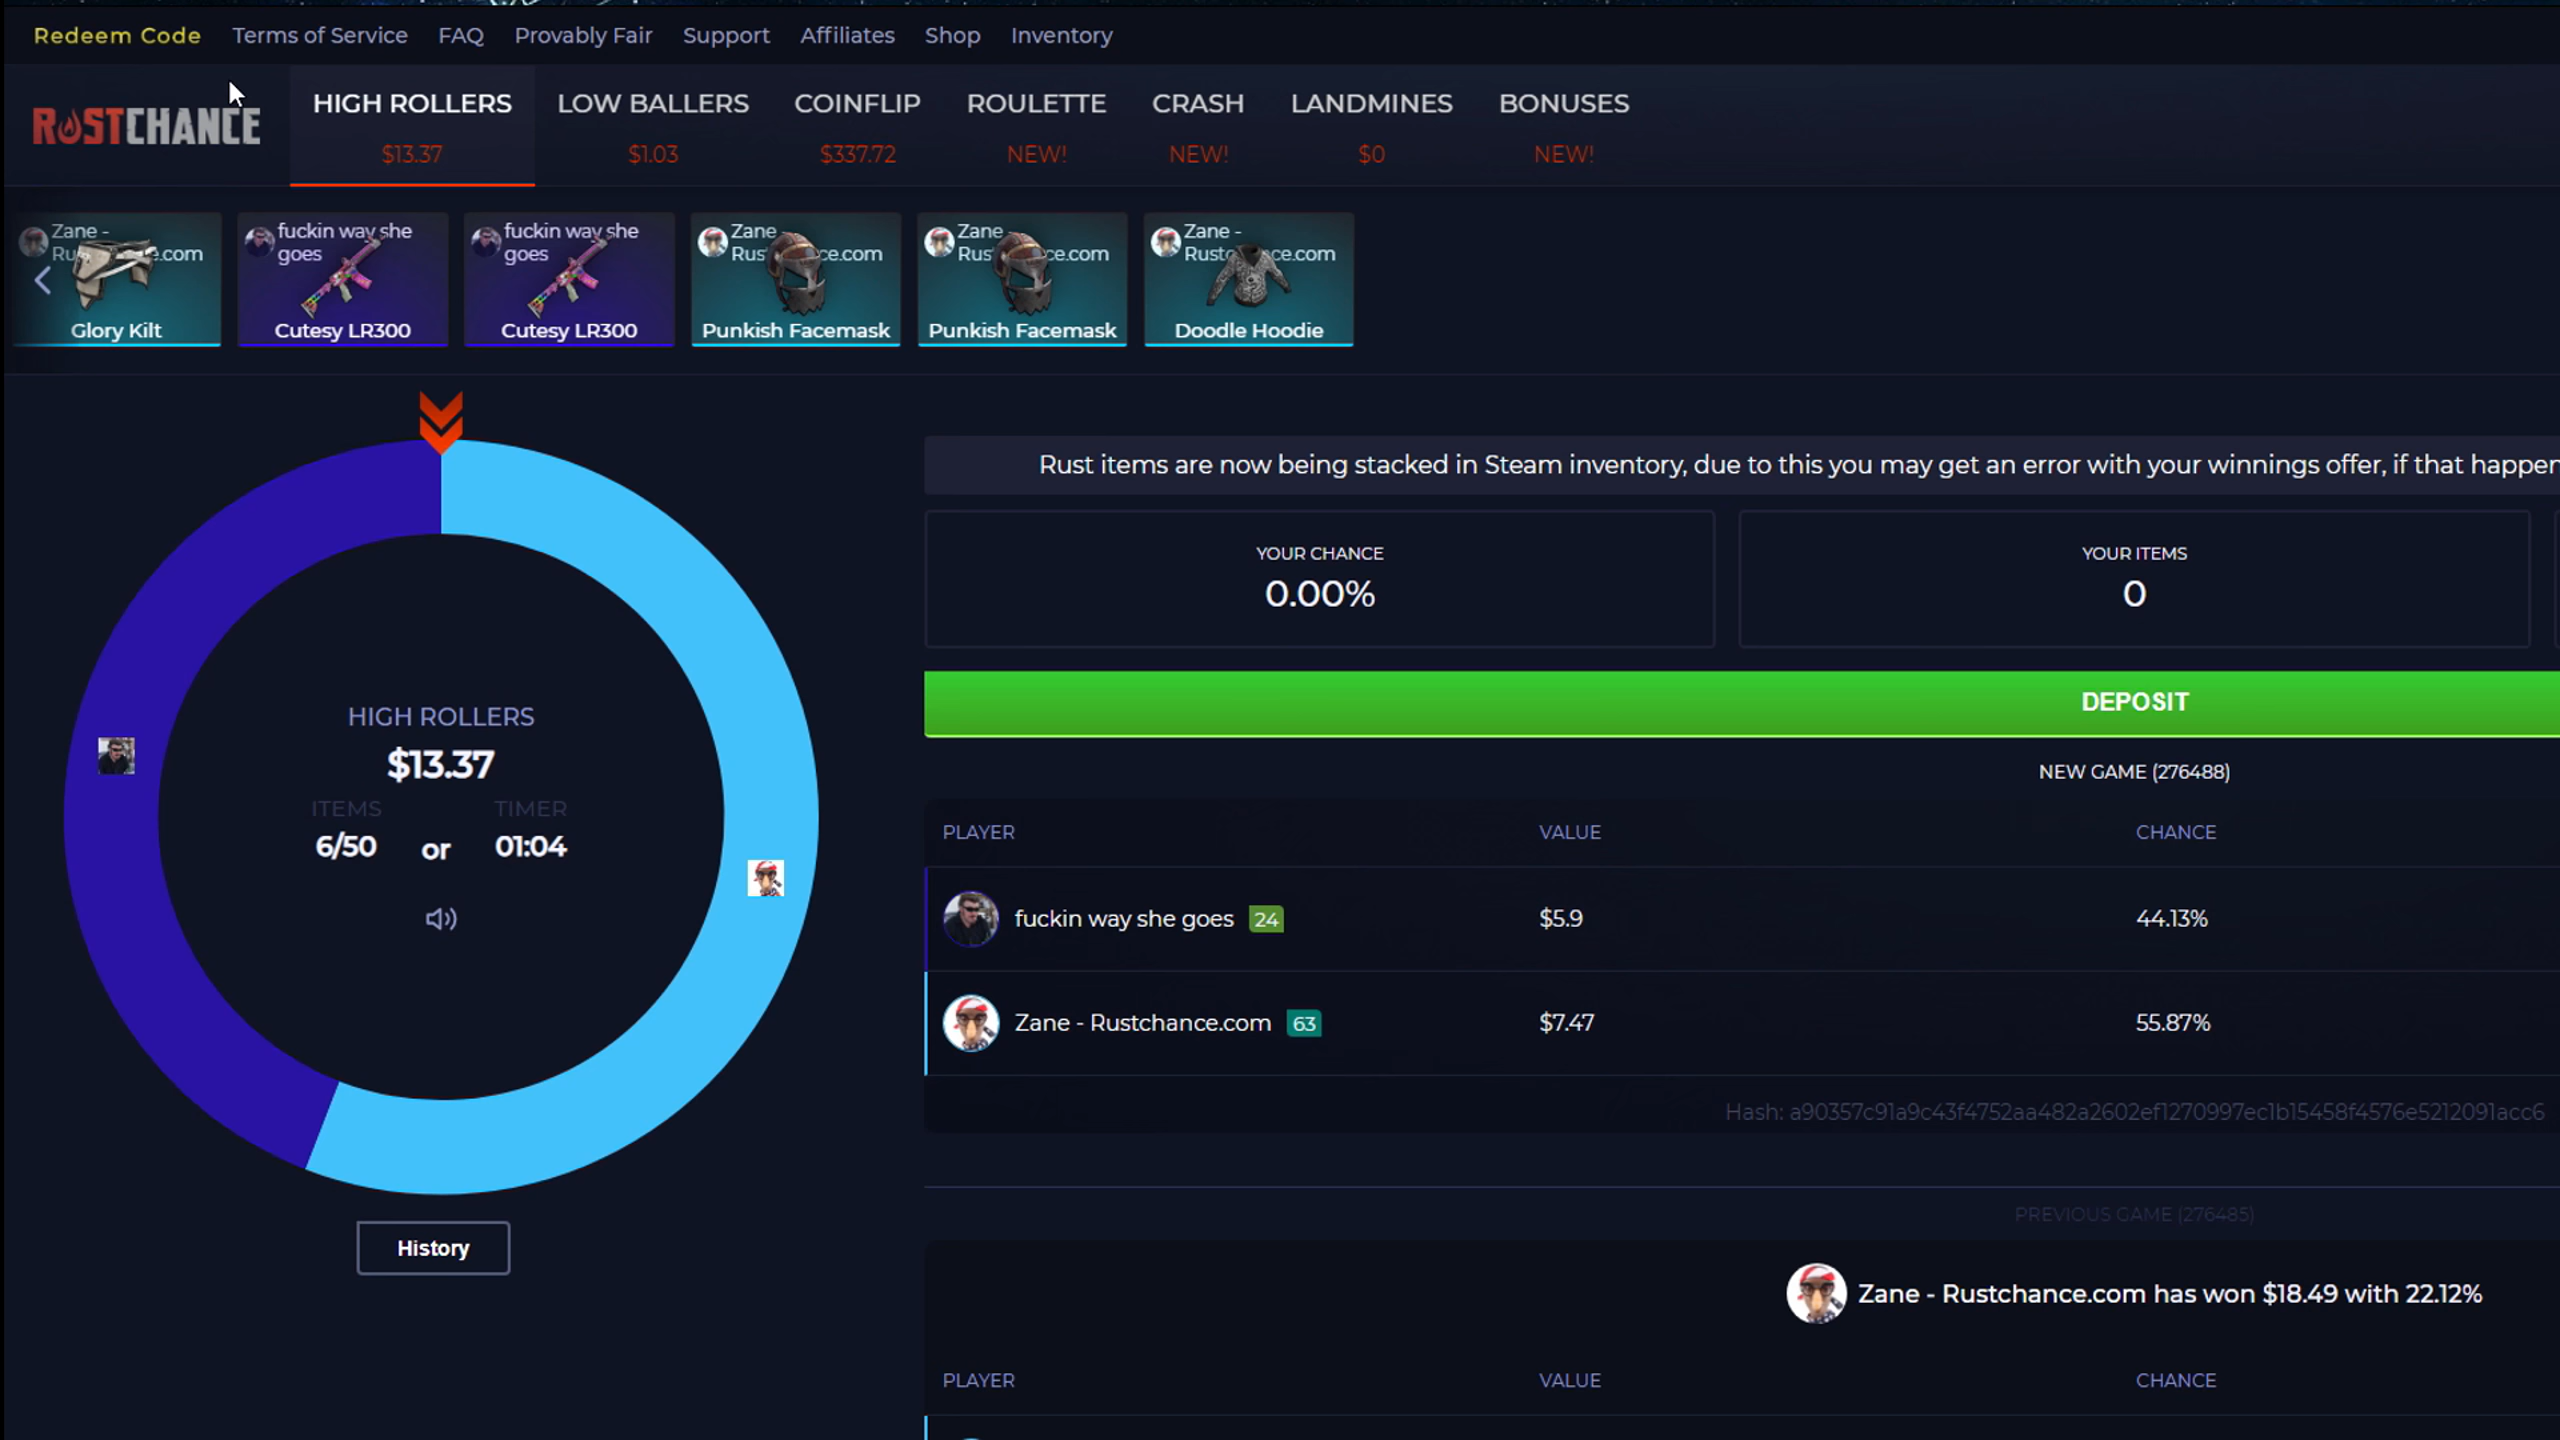 Redeem Code Terms of Service FAQ Provably Fair Support Affiliates Shop Inventory
RUSTCHANCE
HIGH ROLLERS LOW BALLERS COINFLIP ROULETTE CRASH LANDMINES BONUSES
$13.37 $1.03 $337.72 NEW! NEW! $0 NEW!
Zane -
Glory Kilt
fuckin way she
goes
Cutesy LR300
fuckin way she
goes
Cutesy LR300
Zane
Punkish Facemask
Zane
Punkish Facemask
Zane -
Doodle Hoodie
HIGH ROLLERS
$13.37
ITEMS TIMER
6/50 or 01:04
History
Rust items are now being stacked in Steam inventory, due to this you may get an error with your winnings offer, if that happen
YOUR CHANCE
0.00%
YOUR ITEMS
0
DEPOSIT
NEW GAME (276488)
PLAYER VALUE CHANCE
fuckin way she goes 24 $5.9 44.13%
Zane - Rustchance.com 63 $7.47 55.87%
Hash: a90357c91a9c43f4752aa482a2602ef1270997ec1b15458f4576e5212091acc6
PREVIOUS GAME (276485)
Zane - Rustchance.com has won $18.49 with 22.12%
PLAYER VALUE CHANCE